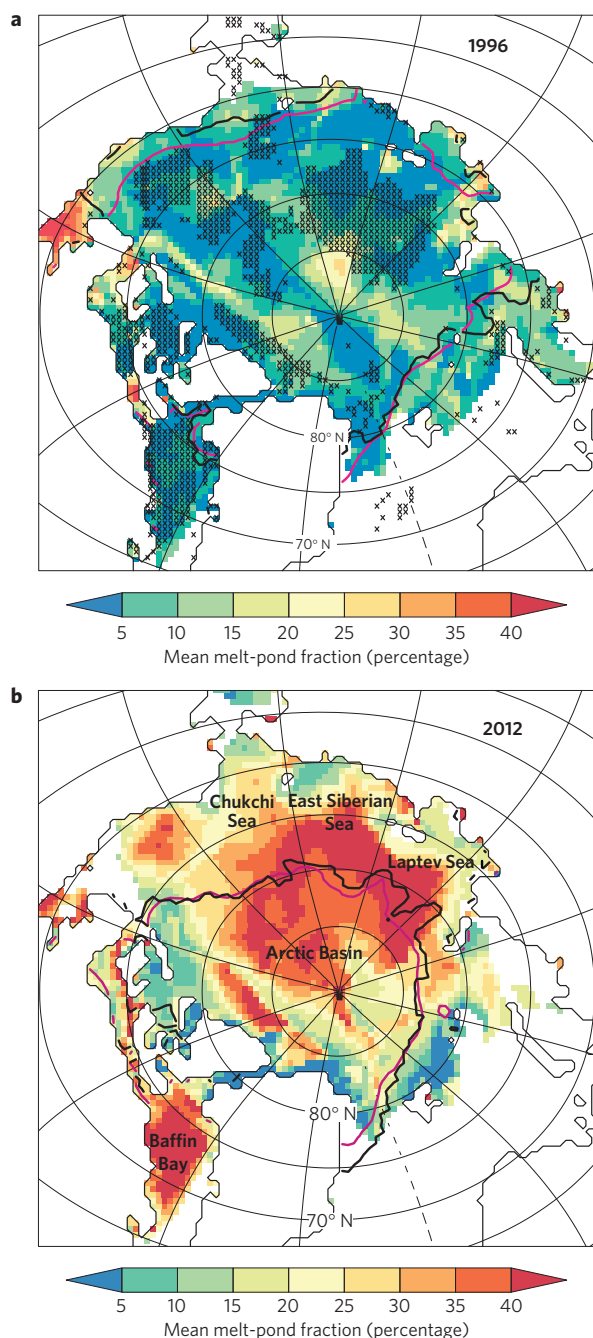 a
1996
80° N
70° N
5 10 15 20 25 30 35 40
Mean melt-pond fraction (percentage)
b
2012
Chukchi
Sea
East Siberian
Sea
Laptev Sea
Arctic Basin
80° N
Baffin
Bay
70° N
5 10 15 20 25 30 35 40
Mean melt-pond fraction (percentage)